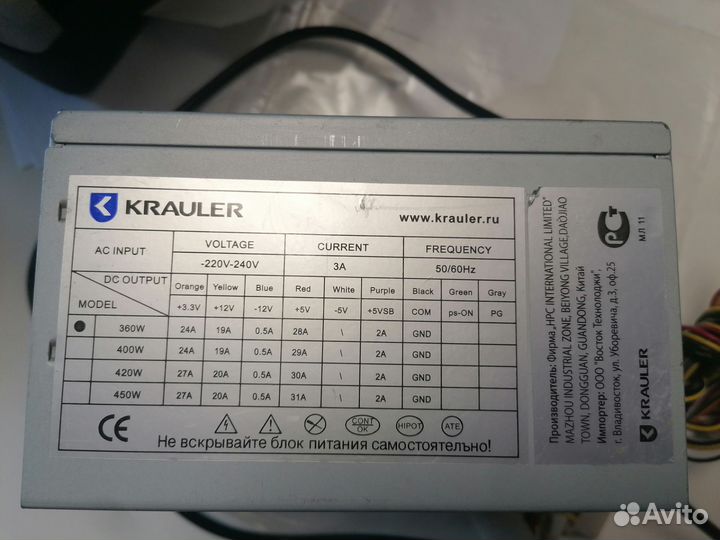 KRAULER
www.krauler.ru
AC INPUT VOLTAGE CURRENT FREQUENCY
-220V-240V 3A 50/60Hz
DC OUTPUT Orange Yellow Blue Red White Purple Black Green Gray
MODEL +3.3V +12V -12V +5V -5V +5VSB COM ps-ON PG
360W 24A 19A 0.5A 28A \ 2A GND
400W 24A 19A 0.5A 29A \ 2A GND
420W 27A 20A 0.5A 30A \ 2A GND
450W 27A 20A 0.5A 31A \ 2A GND
CE CONT OK HIPOT ATE
Не вскрывайте блок питания самостоятельно!
Производитель: Фирма „HPC INTERNATIONAL LIMITED"
MAZHOU INDUSTRIAL ZONE, BEIYONG VILLAGE, DAOJIAO
TOWN, DONGGUAN, GUANDONG, Китай
Импортер: ООО "Восток Технолоджи",
г. Владивосток, ул. Уборевича, д.3, оф.25
РСТ
МЛ 11
KRAULER
Avito